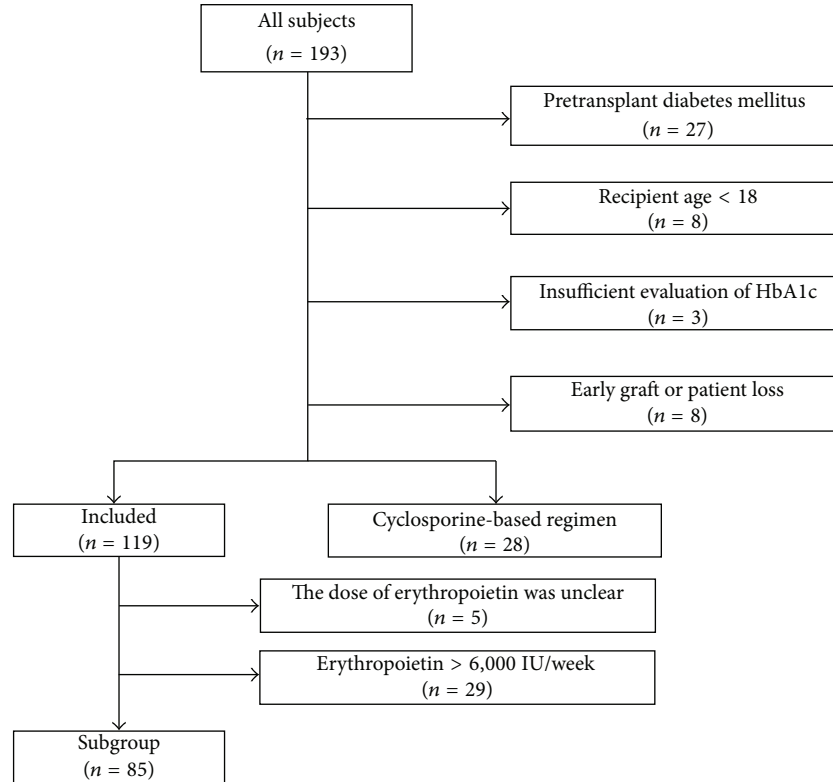 All subjects
(n = 193)
Pretransplant diabetes mellitus
(n = 27)
Recipient age < 18
(n = 8)
Insufficient evaluation of HbA1c
(n = 3)
Early graft or patient loss
(n = 8)
Included
(n = 119)
Cyclosporine-based regimen
(n = 28)
The dose of erythropoietin was unclear
(n = 5)
Erythropoietin > 6,000 IU/week
(n = 29)
Subgroup
(n = 85)